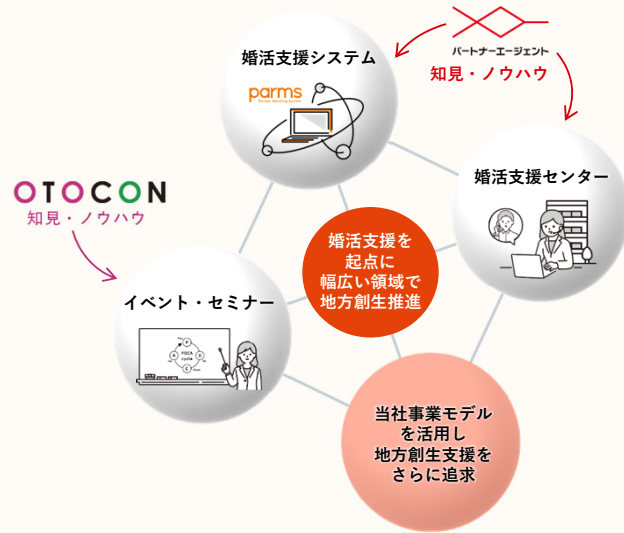 婚活支援システム
parms
パートナーエージェント
知見・ノウハウ
婚活支援センター
OTOCON
知見・ノウハウ
婚活支援を
起点に
幅広い領域で
地方創生推進
イベント・セミナー
PDCA
cycle
P
D
C
A
当社事業モデル
を活用し
地方創生支援を
さらに追求